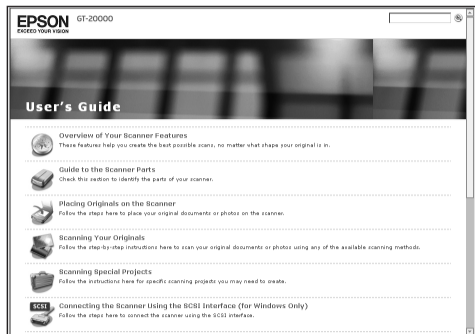 EPSON
EXCEED YOUR VISION
GT-20000
User's Guide
Overview of Your Scanner Features
These features help you create the best possible scans, no matter what shape your original is in.
Guide to the Scanner Parts
Check this section to identify the parts of your scanner.
Placing Originals on the Scanner
Follow the steps here to place your original documents or photos on the scanner.
Scanning Your Originals
Follow the step-by-step instructions here to scan your original documents or photos using any of the available scanning methods.
Scanning Special Projects
Follow the instructions here for specific scanning projects you may need to create.
SCSI
Connecting the Scanner Using the SCSI Interface (for Windows Only)
Follow the steps here to connect the scanner using the SCSI interface.